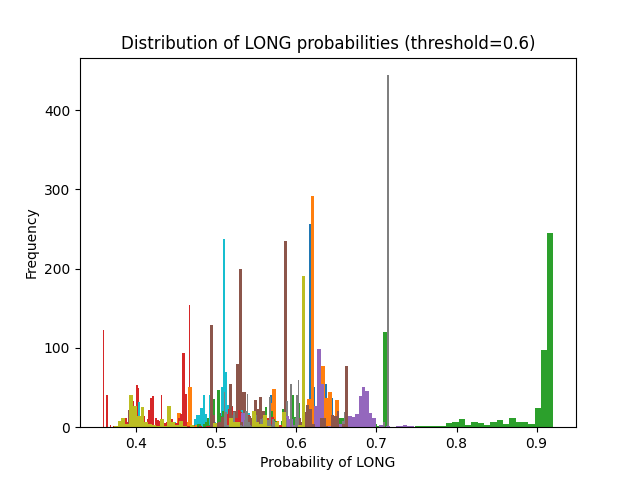 Distribution of LONG probabilities (threshold=0.6)
400
300
200
100
0
Frequency
0.4 0.5 0.6 0.7 0.8 0.9
Probability of LONG